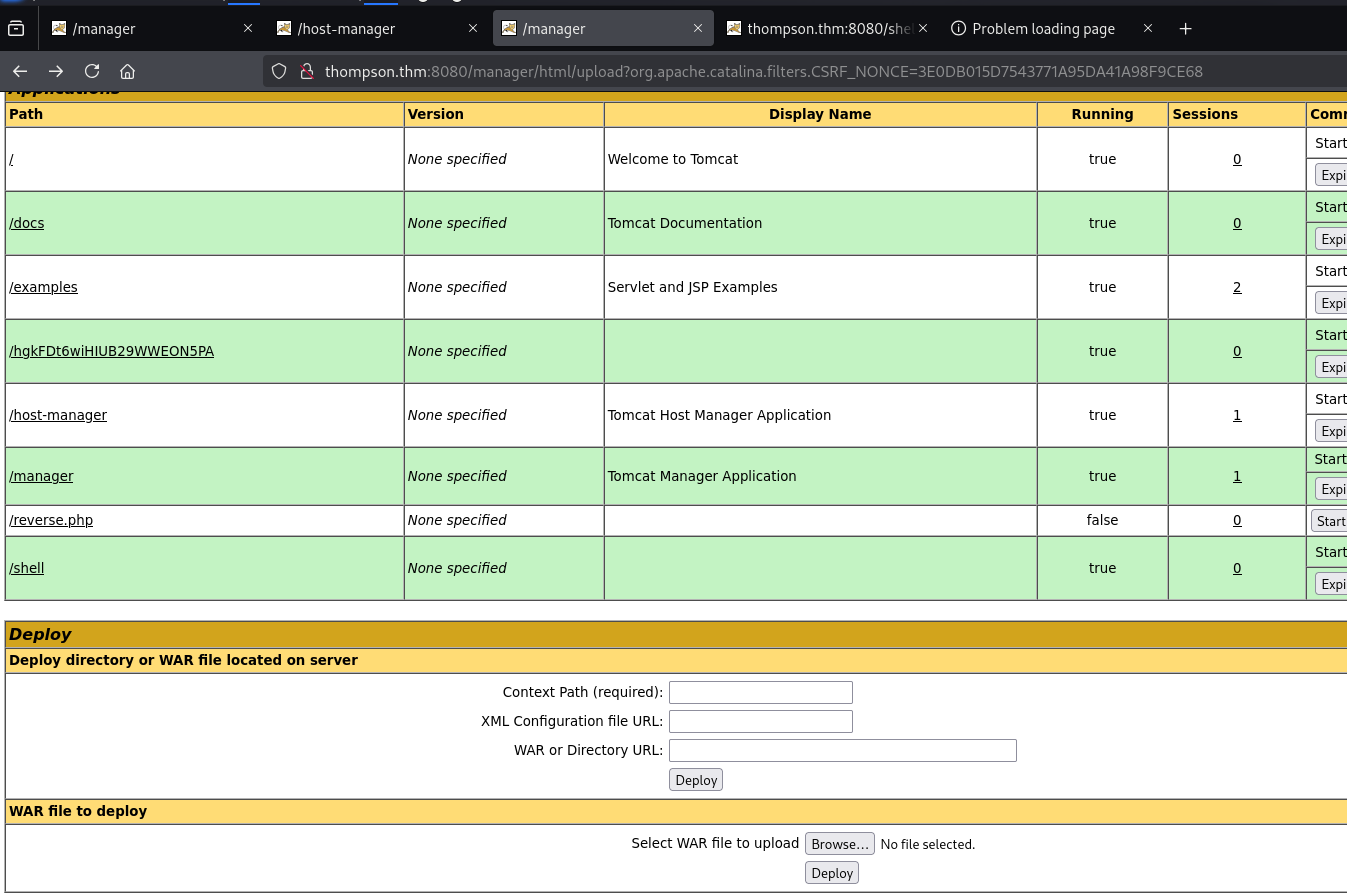 /manager
/host-manager
/manager
thompson.thm:8080/shel
Problem loading page
thompson.thm:8080/manager/html/upload?org.apache.catalina.filters.CSRF_NONCE=3E0DB015D7543771A95DA41A98F9CE68
Applications
Path Version Display Name Running Sessions Comm
/ None specified Welcome to Tomcat true 0 Start
Expi
/docs None specified Tomcat Documentation true 0 Start
Expi
/examples None specified Servlet and JSP Examples true 2 Start
Expi
/hgkFDt6wiHIUB29WWEON5PA None specified true 0 Start
Expi
/host-manager None specified Tomcat Host Manager Application true 1 Start
Expi
/manager None specified Tomcat Manager Application true 1 Start
Expi
/reverse.php None specified false 0 Start
/shell None specified true 0 Start
Expi
Deploy
Deploy directory or WAR file located on server
Context Path (required):
XML Configuration file URL:
WAR or Directory URL:
Deploy
WAR file to deploy
Select WAR file to upload Browse... No file selected.
Deploy